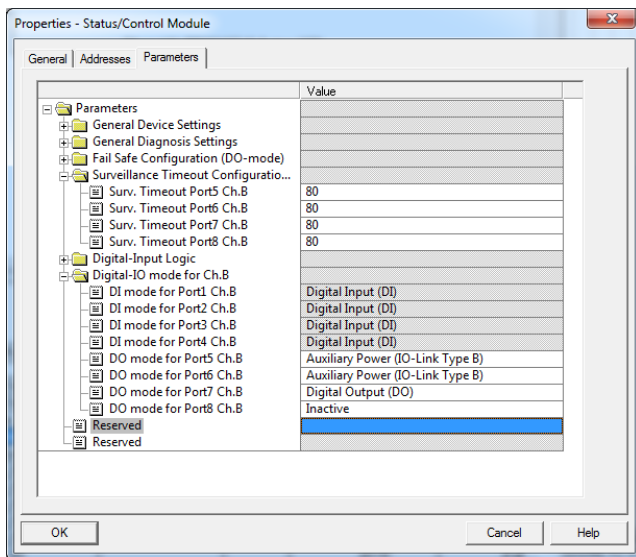 Properties - Status/Control Module
General Addresses Parameters
Value
Parameters
General Device Settings
General Diagnosis Settings
Fail Safe Configuration (DO-mode)
Surveillance Timeout Configuratio...
Surv. Timeout Port5 Ch.B 80
Surv. Timeout Port6 Ch.B 80
Surv. Timeout Port7 Ch.B 80
Surv. Timeout Port8 Ch.B 80
Digital-Input Logic
Digital-IO mode for Ch.B
DI mode for Port1 Ch.B Digital Input (DI)
DI mode for Port2 Ch.B Digital Input (DI)
DI mode for Port3 Ch.B Digital Input (DI)
DI mode for Port4 Ch.B Digital Input (DI)
DO mode for Port5 Ch.B Auxiliary Power (IO-Link Type B)
DO mode for Port6 Ch.B Auxiliary Power (IO-Link Type B)
DO mode for Port7 Ch.B Digital Output (DO)
DO mode for Port8 Ch.B Inactive
Reserved
Reserved
OK Cancel Help